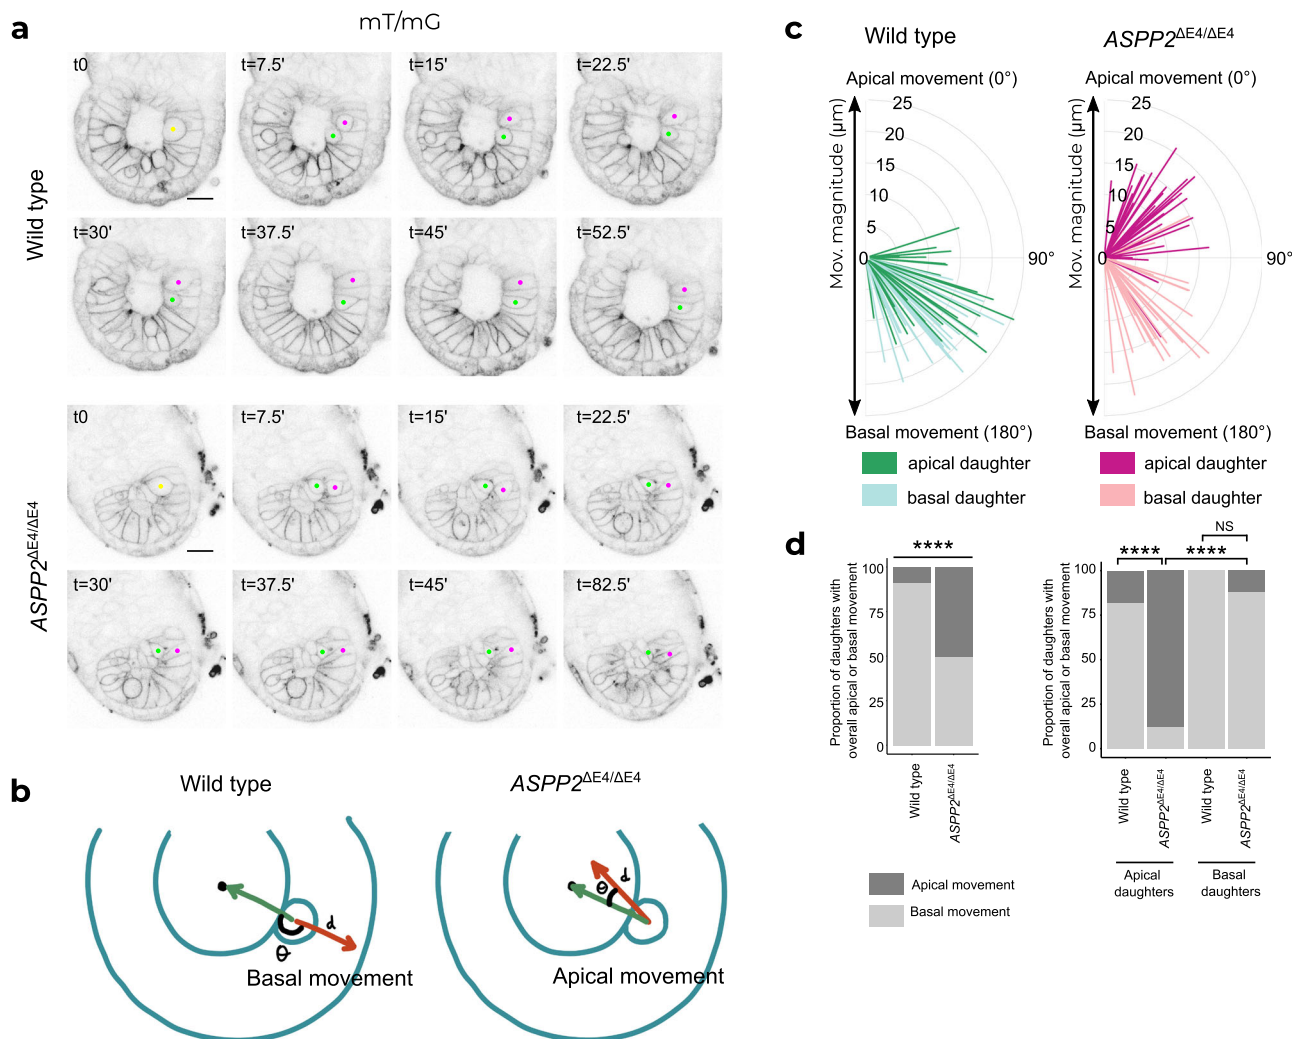 a
mT/mG
Wild type
t0
t=7.5'
t=15'
t=22.5'
t=30'
t=37.5'
t=45'
t=52.5'
ASPP2ΔE4/ΔE4
t0
t=7.5'
t=15'
t=22.5'
t=30'
t=37.5'
t=45'
t=82.5'
b
Wild type
ASPP2ΔE4/ΔE4
d
θ
Basal movement
θ
d
Apical movement
c
Wild type
ASPP2ΔE4/ΔE4
Apical movement (0°)
Mov. magnitude (µm)
25
20
15
10
5
0
90°
Basal movement (180°)
apical daughter
basal daughter
Apical movement (0°)
Mov. magnitude (µm)
25
20
15
10
5
0
90°
Basal movement (180°)
apical daughter
basal daughter
d
Proportion of daughters with
overall apical or basal movement
100
75
50
25
0
****
Wild type
ASPP2ΔE4/ΔE4
Apical movement
Basal movement
Proportion of daughters with
overall apical or basal movement
100
75
50
25
0
****
****
NS
Wild type
ASPP2ΔE4/ΔE4
Wild type
ASPP2ΔE4/ΔE4
Apical
daughters
Basal
daughters